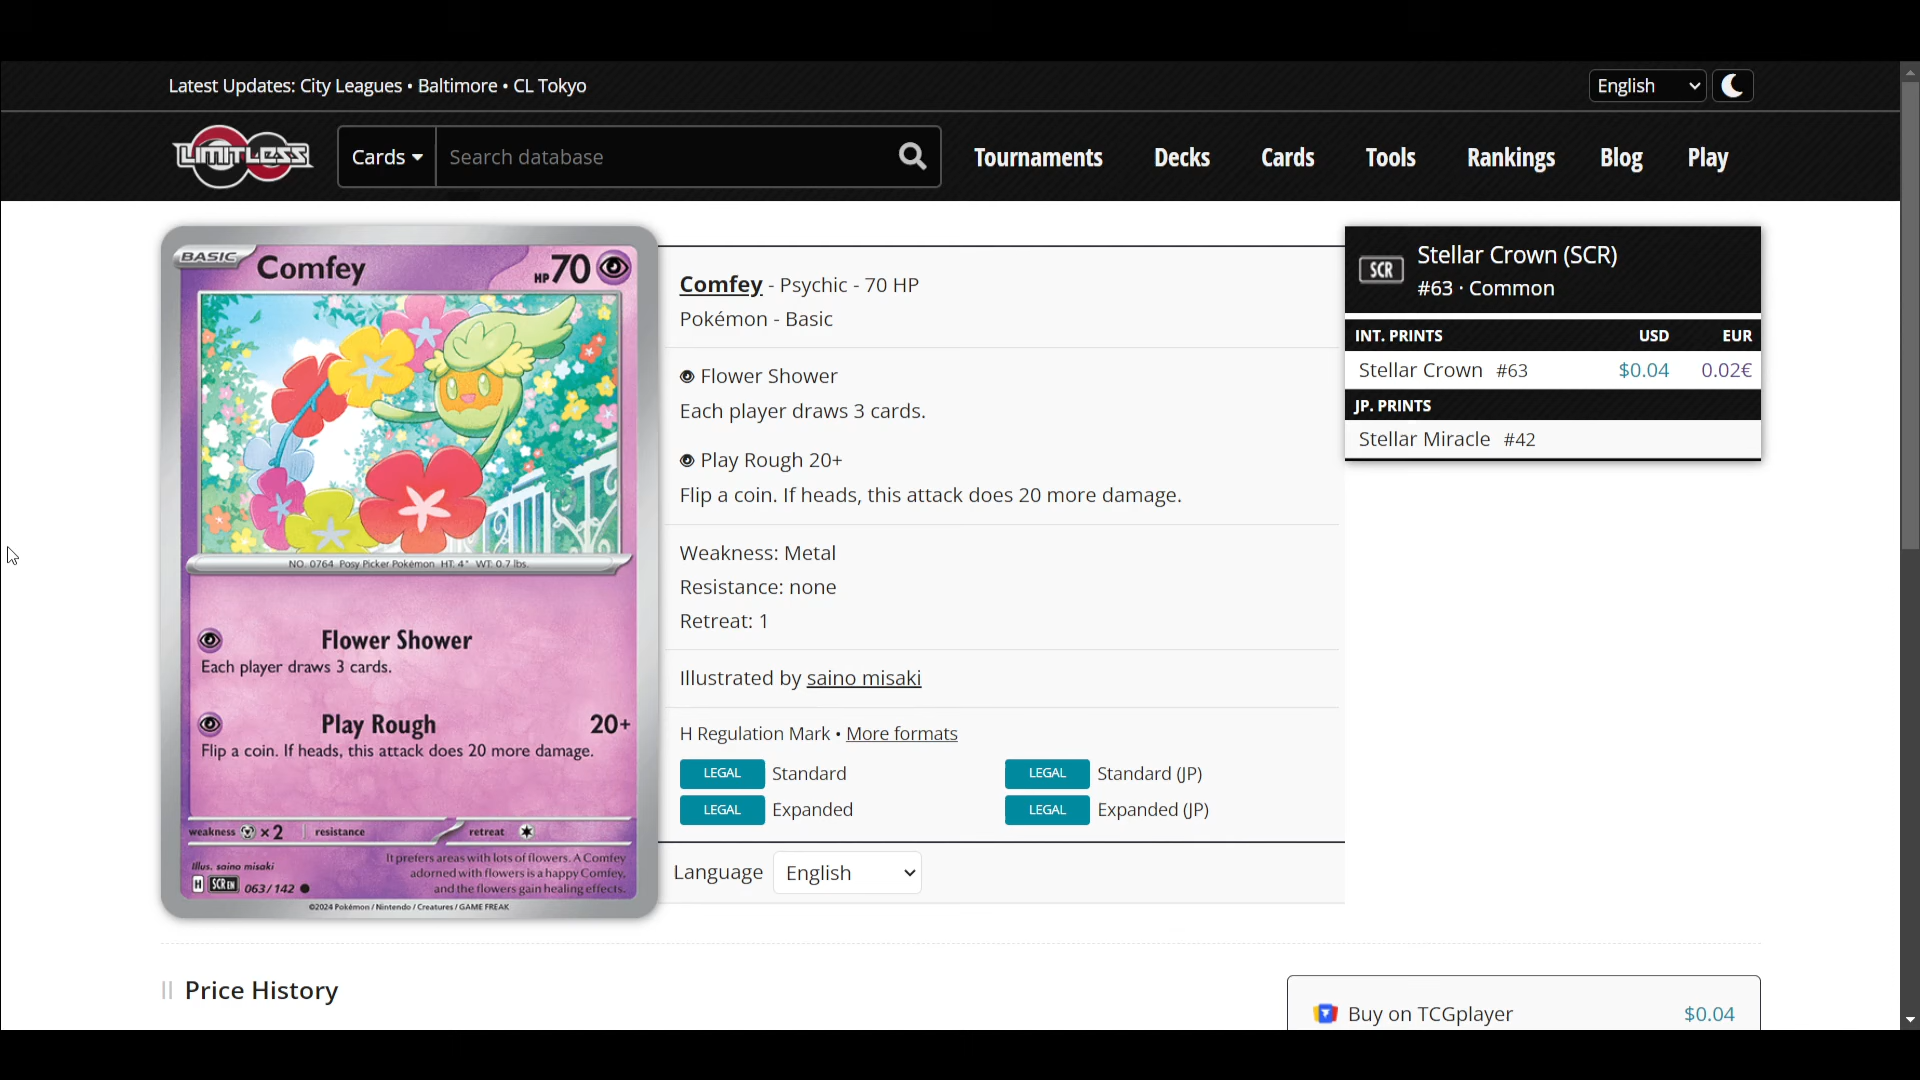 Latest Updates: City Leagues • Baltimore • CL Tokyo
English
LIMITLESS
Cards
Search database
Tournaments
Decks
Cards
Tools
Rankings
Blog
Play
BASIC
Comfey
HP 70
NO. 0764 Posy Picker Pokémon HT: 4" WT: 0.7 lbs.
Flower Shower
Each player draws 3 cards.
Play Rough 20+
Flip a coin. If heads, this attack does 20 more damage.
weakness ×2 resistance retreat
Illus. saino misaki
H SCR EN 063/142
It prefers areas with lots of flowers. A Comfey
adorned with flowers is a happy Comfey,
and the flowers gain healing effects.
©2024 Pokémon / Nintendo / Creatures / GAME FREAK
Comfey - Psychic - 70 HP
Pokémon - Basic
Flower Shower
Each player draws 3 cards.
Play Rough 20+
Flip a coin. If heads, this attack does 20 more damage.
Weakness: Metal
Resistance: none
Retreat: 1
Illustrated by saino misaki
H Regulation Mark • More formats
LEGAL Standard
LEGAL Standard (JP)
LEGAL Expanded
LEGAL Expanded (JP)
Language English
SCR
Stellar Crown (SCR)
#63 · Common
INT. PRINTS USD EUR
Stellar Crown #63 $0.04 0.02€
JP. PRINTS
Stellar Miracle #42
Price History
Buy on TCGplayer $0.04